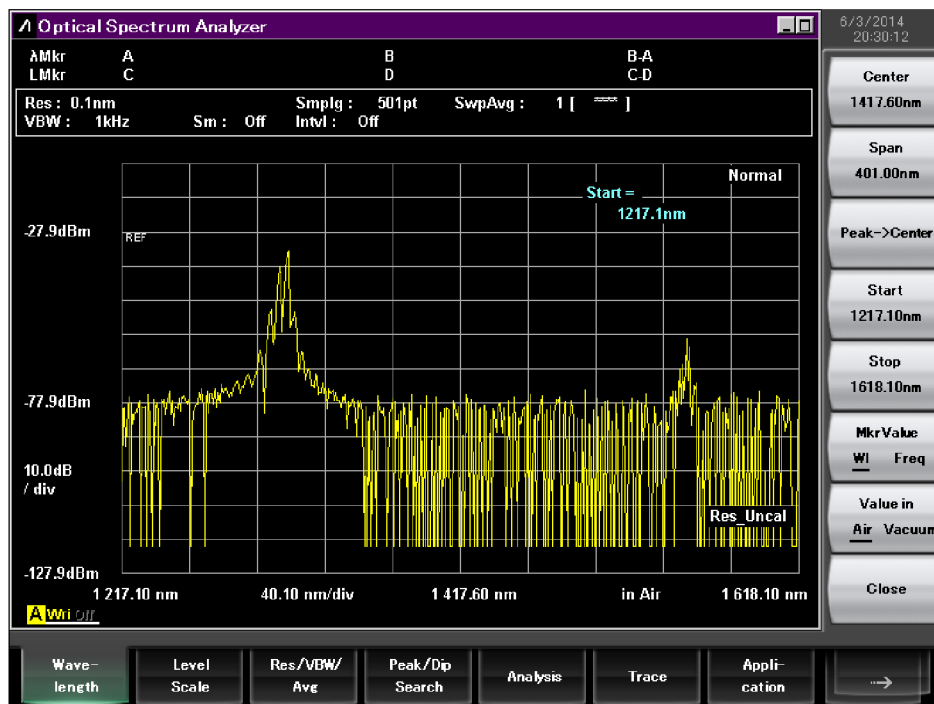 Optical Spectrum Analyzer
6/3/2014
20:30:12
λMkr A B B-A
LMkr C D C-D
Res : 0.1nm Smplg : 501pt SwpAvg : 1 [ ]
VBW : 1kHz Sm : Off Intvl : Off
Normal
Start =
1217.1nm
-27.9dBm
REF
-77.9dBm
10.0dB
/ div
Res_Uncal
-127.9dBm
1 217.10 nm 40.10 nm/div 1 417.60 nm in Air 1 618.10 nm
A Wri Off
Center
1417.60nm
Span
401.00nm
Peak->Center
Start
1217.10nm
Stop
1618.10nm
MkrValue
Wl Freq
Value in
Air Vacuum
Close
Wave-
length
Level
Scale
Res/VBW/
Avg
Peak/Dip
Search
Analysis
Trace
Appli-
cation